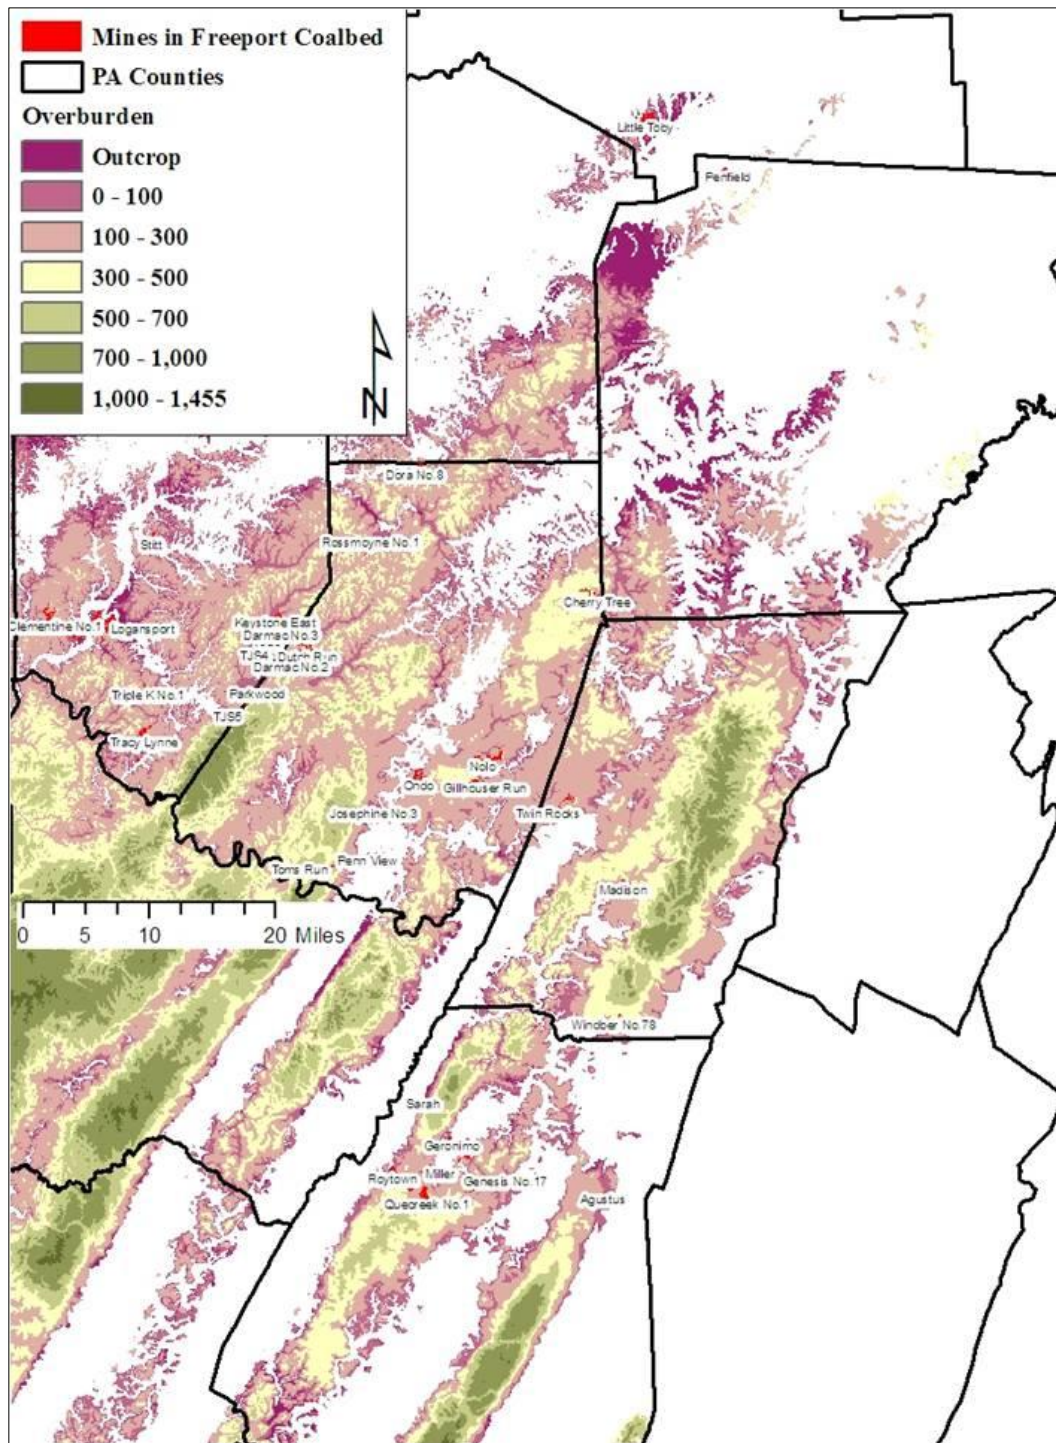 Mines in Freeport Coalbed
PA Counties
Overburden
Outcrop
0 - 100
100 - 300
300 - 500
500 - 700
700 - 1,000
1,000 - 1,455
N
Little Toby
Penfield
Dora No.8
Rossmoyne No.1
Stitt
Cherry Tree
Clementine No.1
Logansport
Keystone East
Darmac No.3
TJS4
Dutch Run
Darmac No.2
Triple K No.1
Parkwood
TJS5
Tracy Lynne
Nolo
Ondo
Gillhouser Run
Josephine No.3
Twin Rocks
Penn View
Toms Run
Madison
0 5 10 20 Miles
Windber No.78
Sarah
Geronimo
Roytown
Miller
Genesis No.17
Quecreek No.1
Agustus